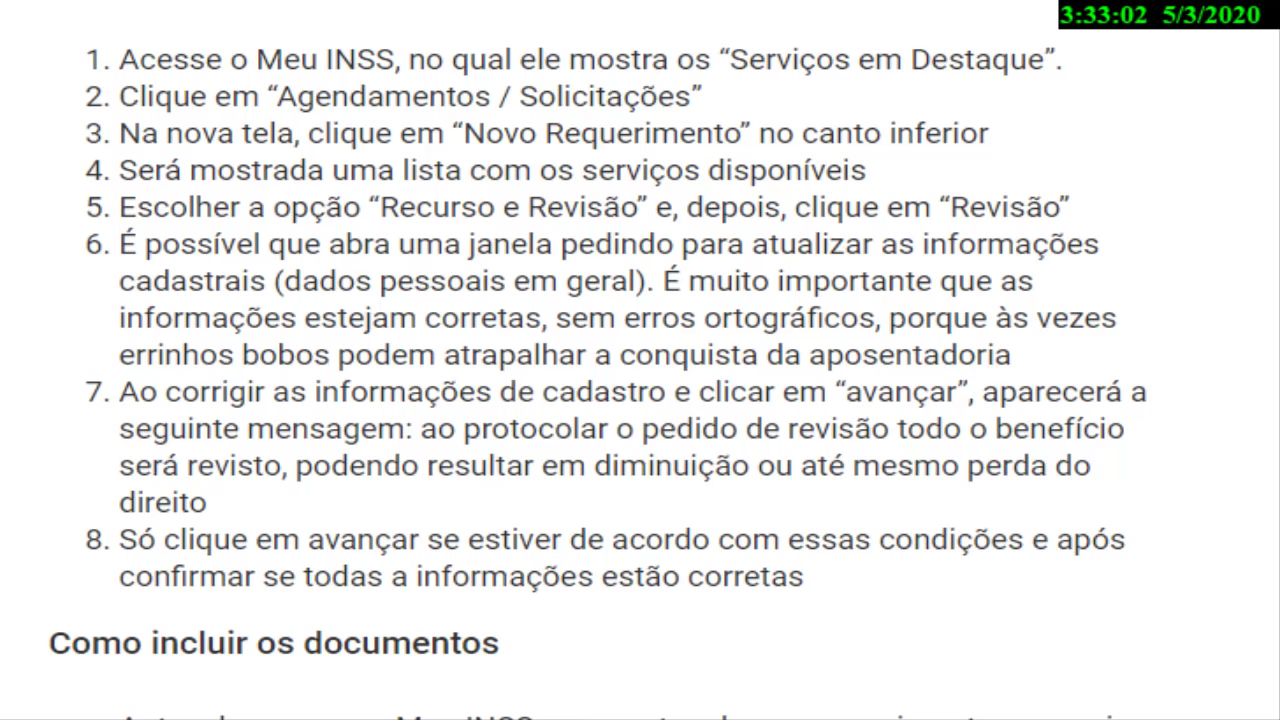 3:33:02 5/3/2020
1. Acesse o Meu INSS, no qual ele mostra os “Serviços em Destaque”.
2. Clique em “Agendamentos / Solicitações”
3. Na nova tela, clique em “Novo Requerimento” no canto inferior
4. Será mostrada uma lista com os serviços disponíveis
5. Escolher a opção “Recurso e Revisão” e, depois, clique em “Revisão”
6. É possível que abra uma janela pedindo para atualizar as informações
cadastrais (dados pessoais em geral). É muito importante que as
informações estejam corretas, sem erros ortográficos, porque às vezes
errinhos bobos podem atrapalhar a conquista da aposentadoria
7. Ao corrigir as informações de cadastro e clicar em “avançar”, aparecerá a
seguinte mensagem: ao protocolar o pedido de revisão todo o benefício
será revisto, podendo resultar em diminuição ou até mesmo perda do
direito
8. Só clique em avançar se estiver de acordo com essas condições e após
confirmar se todas a informações estão corretas
Como incluir os documentos